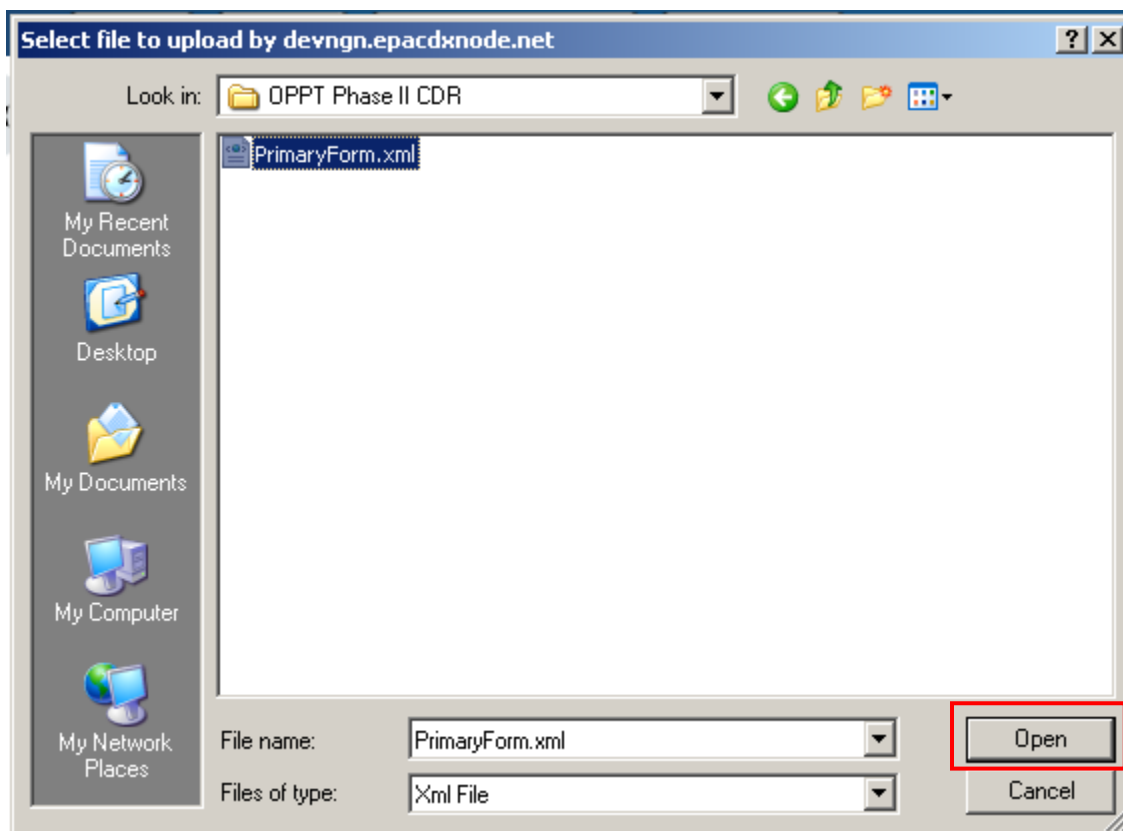 Select file to upload by devngn.epacdxnode.net
Look in: OPPT Phase II CDR
PrimaryForm.xml
My Recent
Documents
Desktop
My Documents
My Computer
My Network
Places
File name: PrimaryForm.xml
Open
Files of type: Xml File
Cancel